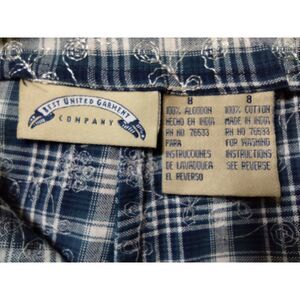 BEST UNITED GARMENT
COMPANY
8
100% ALGODON
HECHO EN INDIA
RN NO 76533
PARA
INSTRUCCIONES
DE LAVADO,VEA
EL REVERSO
8
100% COTTON
MADE IN INDIA
RN NO 76533
FOR WASHING
INSTRUCTIONS
SEE REVERSE